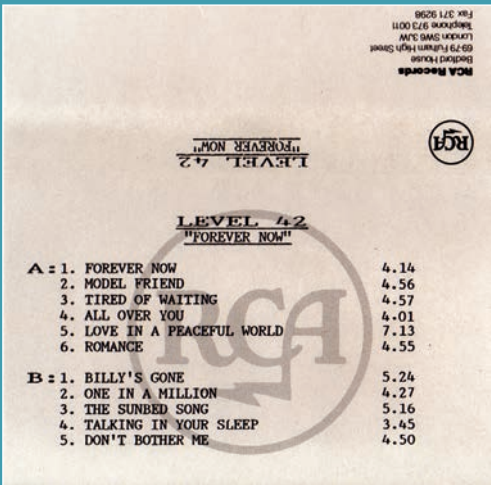 RCA Records
Bedford House
69-79 Fulham High Street
London SW6 3JW
Telephone 973 0011
Fax 371 9298
RCA
LEVEL 42
"FOREVER NOW"
LEVEL 42
"FOREVER NOW"
A: 1. FOREVER NOW 4.14
2. MODEL FRIEND 4.56
3. TIRED OF WAITING 4.57
4. ALL OVER YOU 4.01
5. LOVE IN A PEACEFUL WORLD 7.13
6. ROMANCE 4.55
RCA
B: 1. BILLY'S GONE 5.24
2. ONE IN A MILLION 4.27
3. THE SUNBED SONG 5.16
4. TALKING IN YOUR SLEEP 3.45
5. DON'T BOTHER ME 4.50